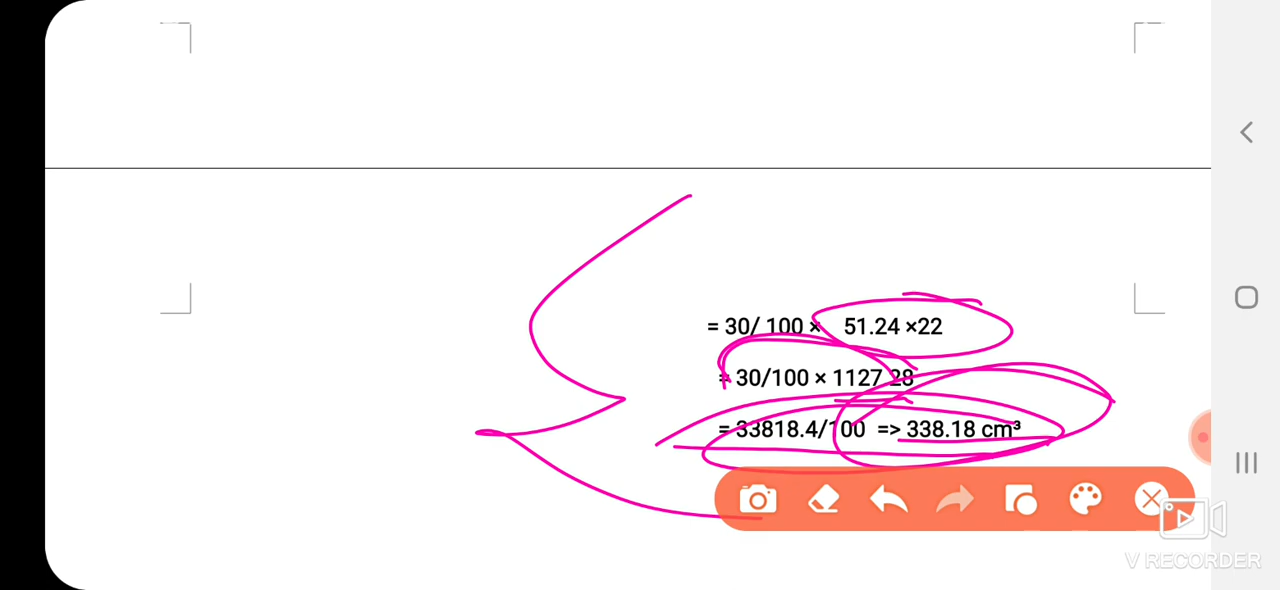 = 30/ 100 × 51.24 ×22
= 30/100 × 1127.28
= 33818.4/100 => 338.18 cm³
V RECORDER